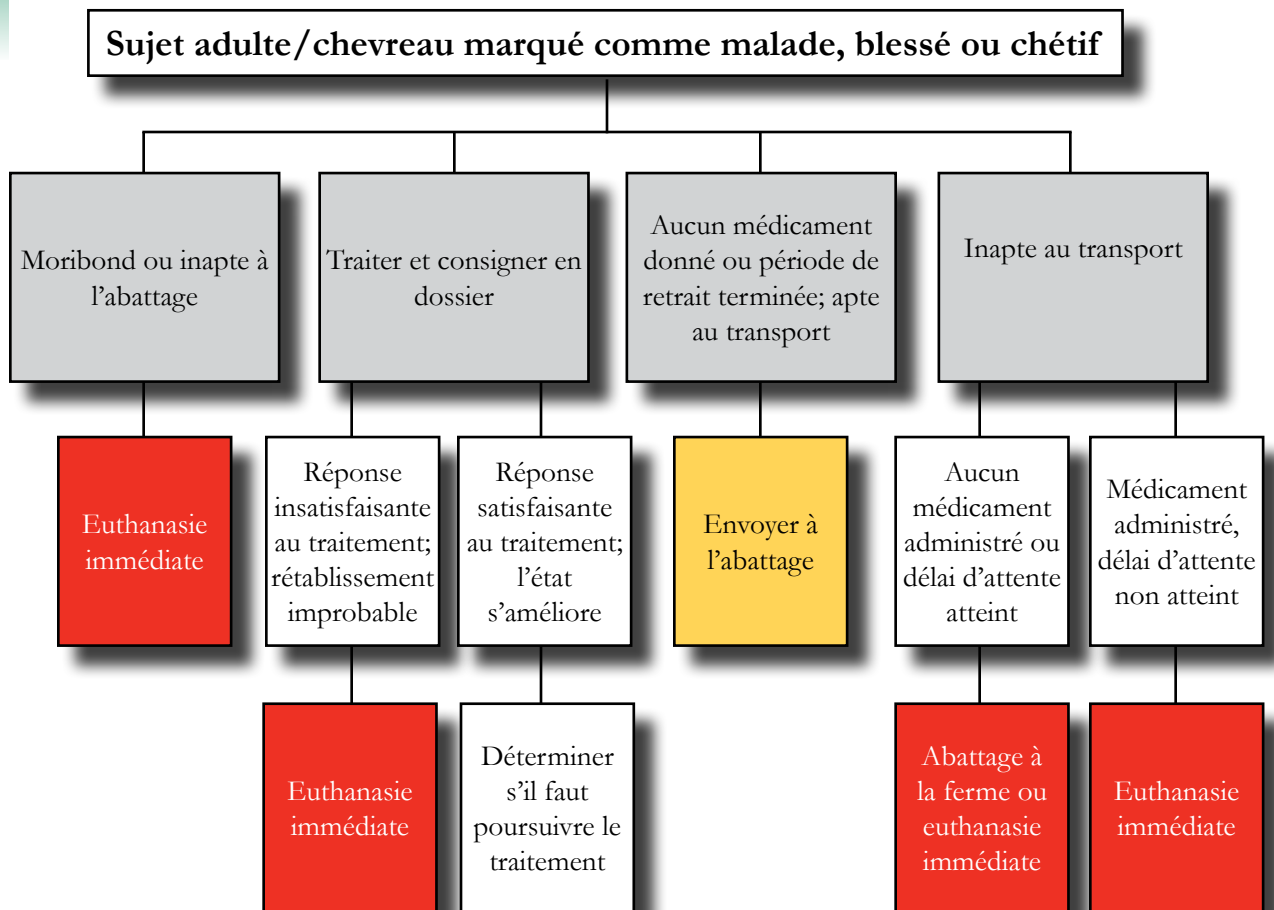 Sujet adulte/chevreau marqué comme malade, blessé ou chétif
Moribond ou inapte à
l’abattage
Traiter et consigner en
dossier
Aucun médicament
donné ou période de
retrait terminée; apte
au transport
Inapte au transport
Euthanasie
immédiate
Réponse
insatisfaisante
au traitement;
rétablissement
improbable
Réponse
satisfaisante
au traitement;
l’état
s’améliore
Envoyer à
l’abattage
Aucun
médicament
administré ou
délai d’attente
atteint
Médicament
administré,
délai d’attente
non atteint
Euthanasie
immédiate
Déterminer
s’il faut
poursuivre le
traitement
Abattage à
la ferme ou
euthanasie
immédiate
Euthanasie
immédiate